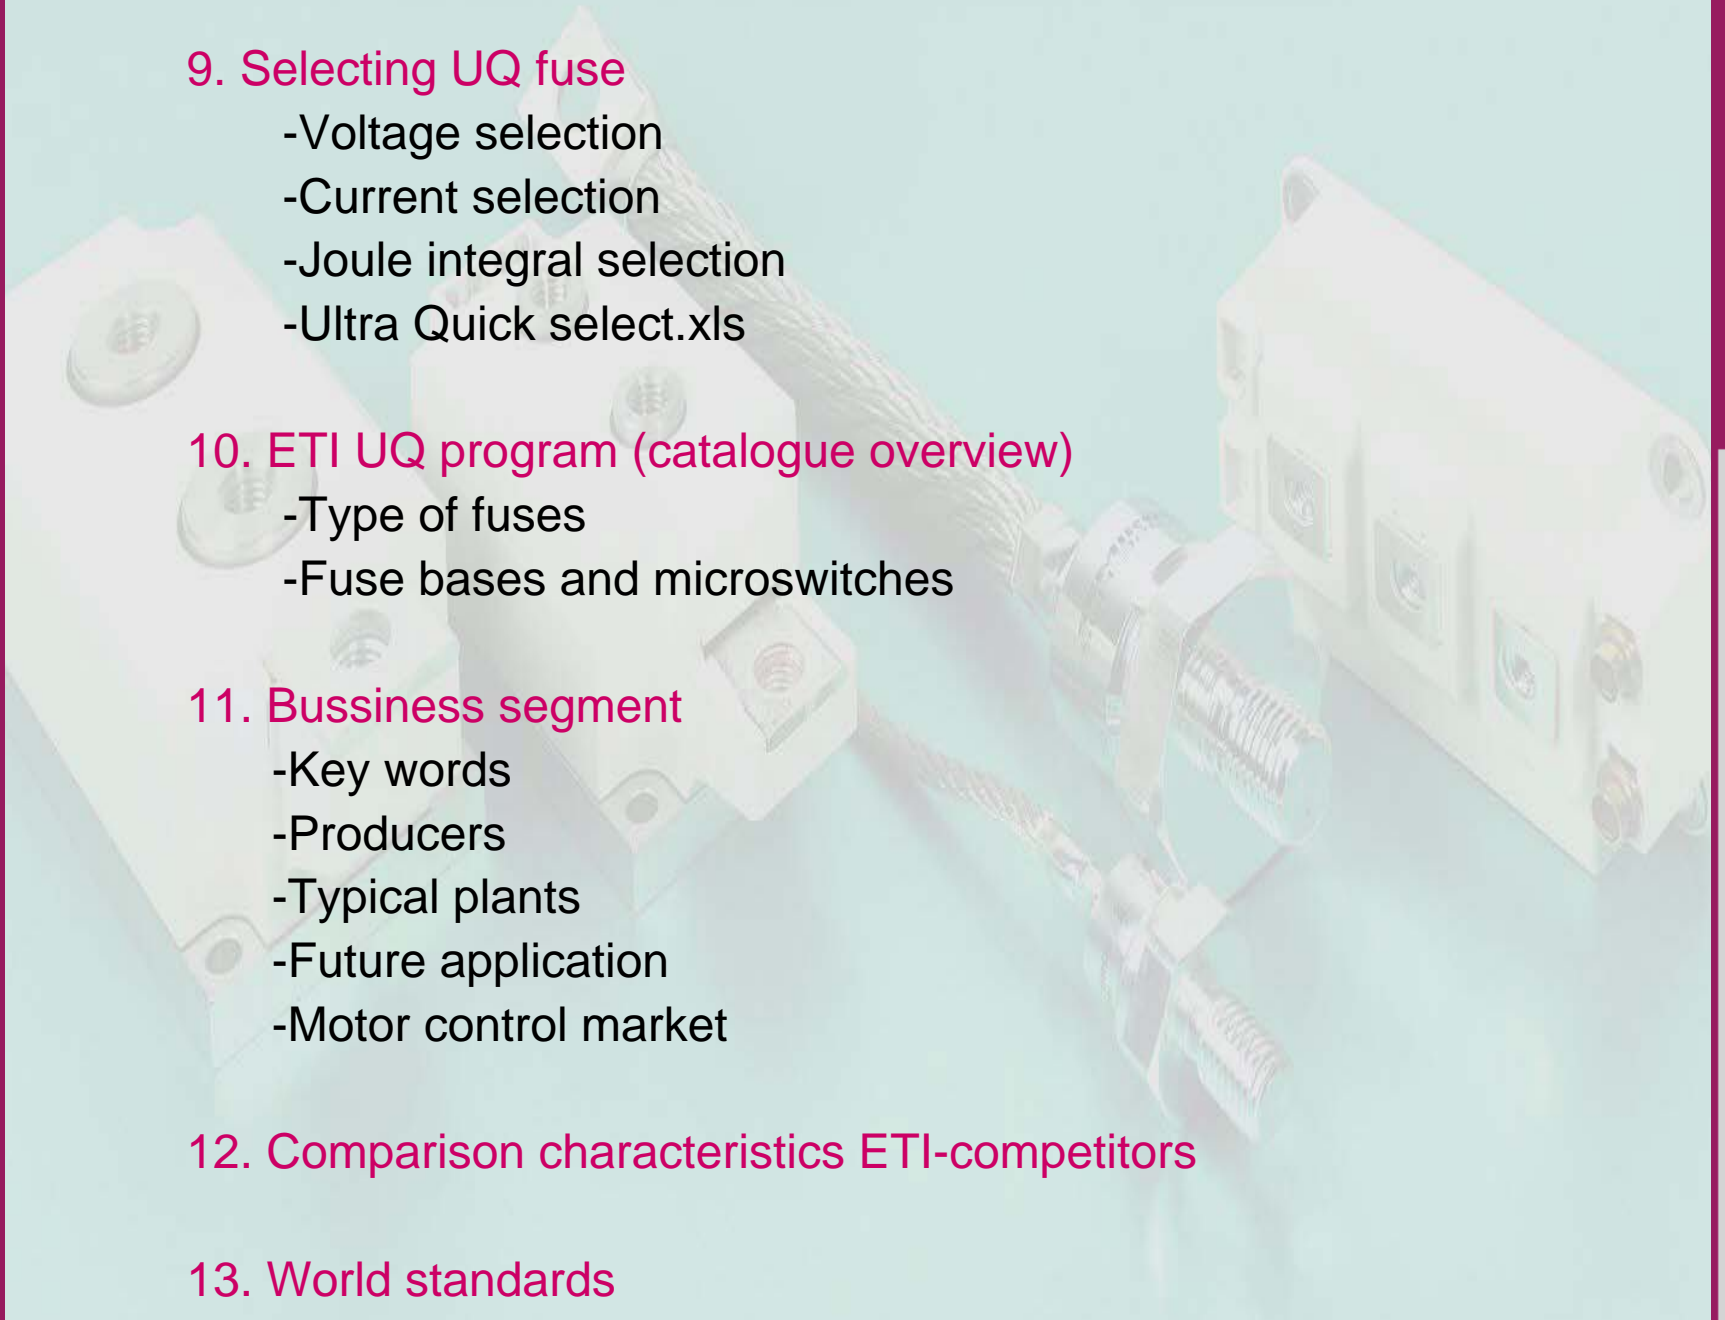 9. Selecting UQ fuse
-Voltage selection
-Current selection
-Joule integral selection
-Ultra Quick select.xls
10. ETI UQ program (catalogue overview)
-Type of fuses
-Fuse bases and microswitches
11. Bussiness segment
-Key words
-Producers
-Typical plants
-Future application
-Motor control market
12. Comparison characteristics ETI-competitors
13. World standards